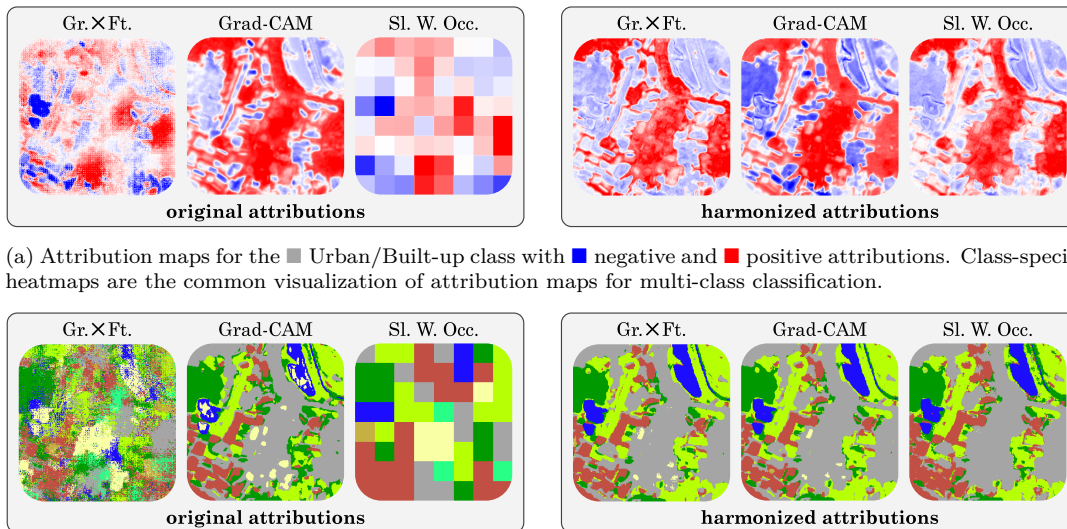 Gr.✕Ft. Grad-CAM Sl. W. Occ.
original attributions
Gr.✕Ft. Grad-CAM Sl. W. Occ.
harmonized attributions
(a) Attribution maps for the Urban/Built-up class with negative and positive attributions. Class-speci
heatmaps are the common visualization of attribution maps for multi-class classification.
Gr.✕Ft. Grad-CAM Sl. W. Occ.
original attributions
Gr.✕Ft. Grad-CAM Sl. W. Occ.
harmonized attributions